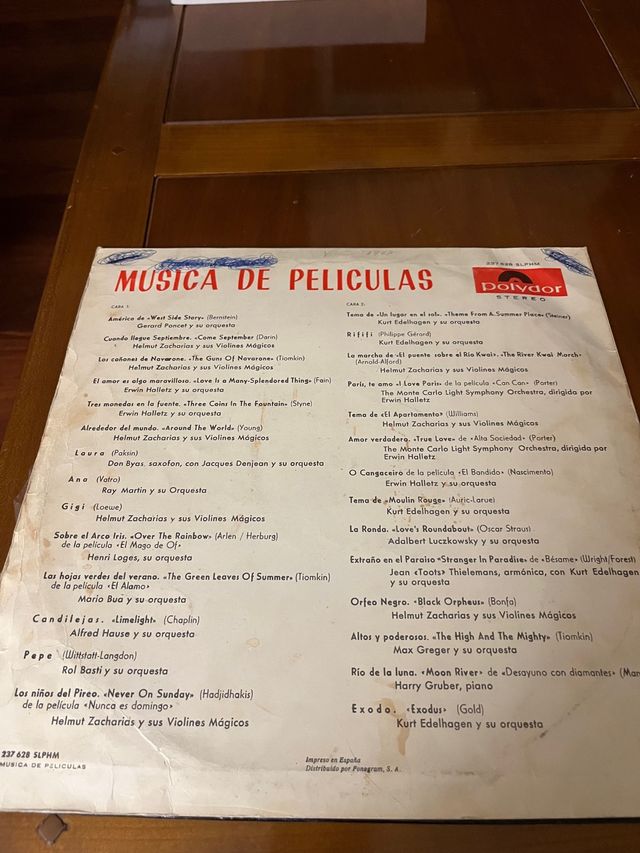 237 628 SLPHM
MUSICA DE PELICULAS
polydor
STEREO
CARA 1:
América de «West Side Story» (Bernstein)
Gerard Poncet y su orquesta
Cuando llegue Septiembre. «Come September (Darin)
Helmut Zacharias y sus Violines Mágicos
Los cañones de Navarone. «The Guns Of Navarone» (Tiomkin)
Helmut Zacharias y sus Violines Mágicos
El amor es algo maravilloso. «Love Is a Many-Splendored Thing» (Fain)
Erwin Halletz y su orquesta
Tres monedas en la fuente. «Three Coins In The Fountain» (Styne)
Erwin Halletz y su orquesta
Alrededor del mundo. «Around The World» (Young)
Helmut Zacharias y sus Violines Mágicos
Laura (Paksin)
Don Byas, saxofon, con Jacques Denjean y su orquesta
Ana (Vatro)
Ray Martin y su Orquesta
Gigi (Loewe)
Helmut Zacharias y sus Violines Mágicos
Sobre el Arco Iris. «Over The Rainbow» (Arlen / Herburg)
de la película «El Mago de Of»
Henri Loges, y su orquesta
Las hojas verdes del verano. «The Green Leaves Of Summer» (Tiomkin)
de la película «El Alamo»
Mario Bua y su orquesta
Candilejas. «Limelight» (Chaplin)
Alfred Hause y su orquesta
Pepe (Wittstatt-Langdon)
Rol Basti y su orquesta
Los niños del Pireo. «Never On Sunday» (Hadjidhakis)
de la película «Nunca es domingo»
Helmut Zacharias y sus Violines Mágicos
CARA 2:
Tema de «Un lugar en el sol». «Theme From A Summer Place» (Steiner)
Kurt Edelhagen y su orquesta
Rififi (Philippe Gérard)
Kurt Edelhagen y su orquesta
La marcha de «El puente sobre el Río Kwai». «The River Kwai March»
(Arnold-Alford)
Helmut Zacharias y sus Violines Mágicos
París, te amo «I Love Paris» de la película «Can Can» (Porter)
The Monte Carlo Light Symphony Orchestra, dirigida por
Erwin Halletz
Tema de «El Apartamento» (Williams)
Helmut Zacharias y sus Violines Mágicos
Amor verdadero. «True Love» de «Alta Sociedad» (Porter)
The Monte Carlo Light Symphony Orchestra, dirigida por
Erwin Halletz
O Cangaceiro de la película «El Bandido» (Nascimento)
Erwin Halletz y su orquesta
Tema de «Moulin Rouge» (Auric-Larue)
Kurt Edelhagen y su orquesta
La Ronda. «Love's Roundabout» (Oscar Straus)
Adalbert Luczkowsky y su orquesta
Extraño en el Paraiso «Stranger In Paradise» de «Bésame» (Wright/Forest)
Jean «Toots» Thielemans, armónica, con Kurt Edelhagen
y su orquesta
Orfeo Negro. «Black Orpheus» (Bonfa)
Helmut Zacharias y sus Violines Mágicos
Altos y poderosos. «The High And The Mighty» (Tiomkin)
Max Greger y su orquesta
Río de la luna. «Moon River» de «Desayuno con diamantes» (Man
Harry Gruber, piano
Exodo. «Exodus» (Gold)
Kurt Edelhagen y su orquesta
237 628 SLPHM
MUSICA DE PELICULAS
Impreso en España
Distribuido por Fonogram, S. A.